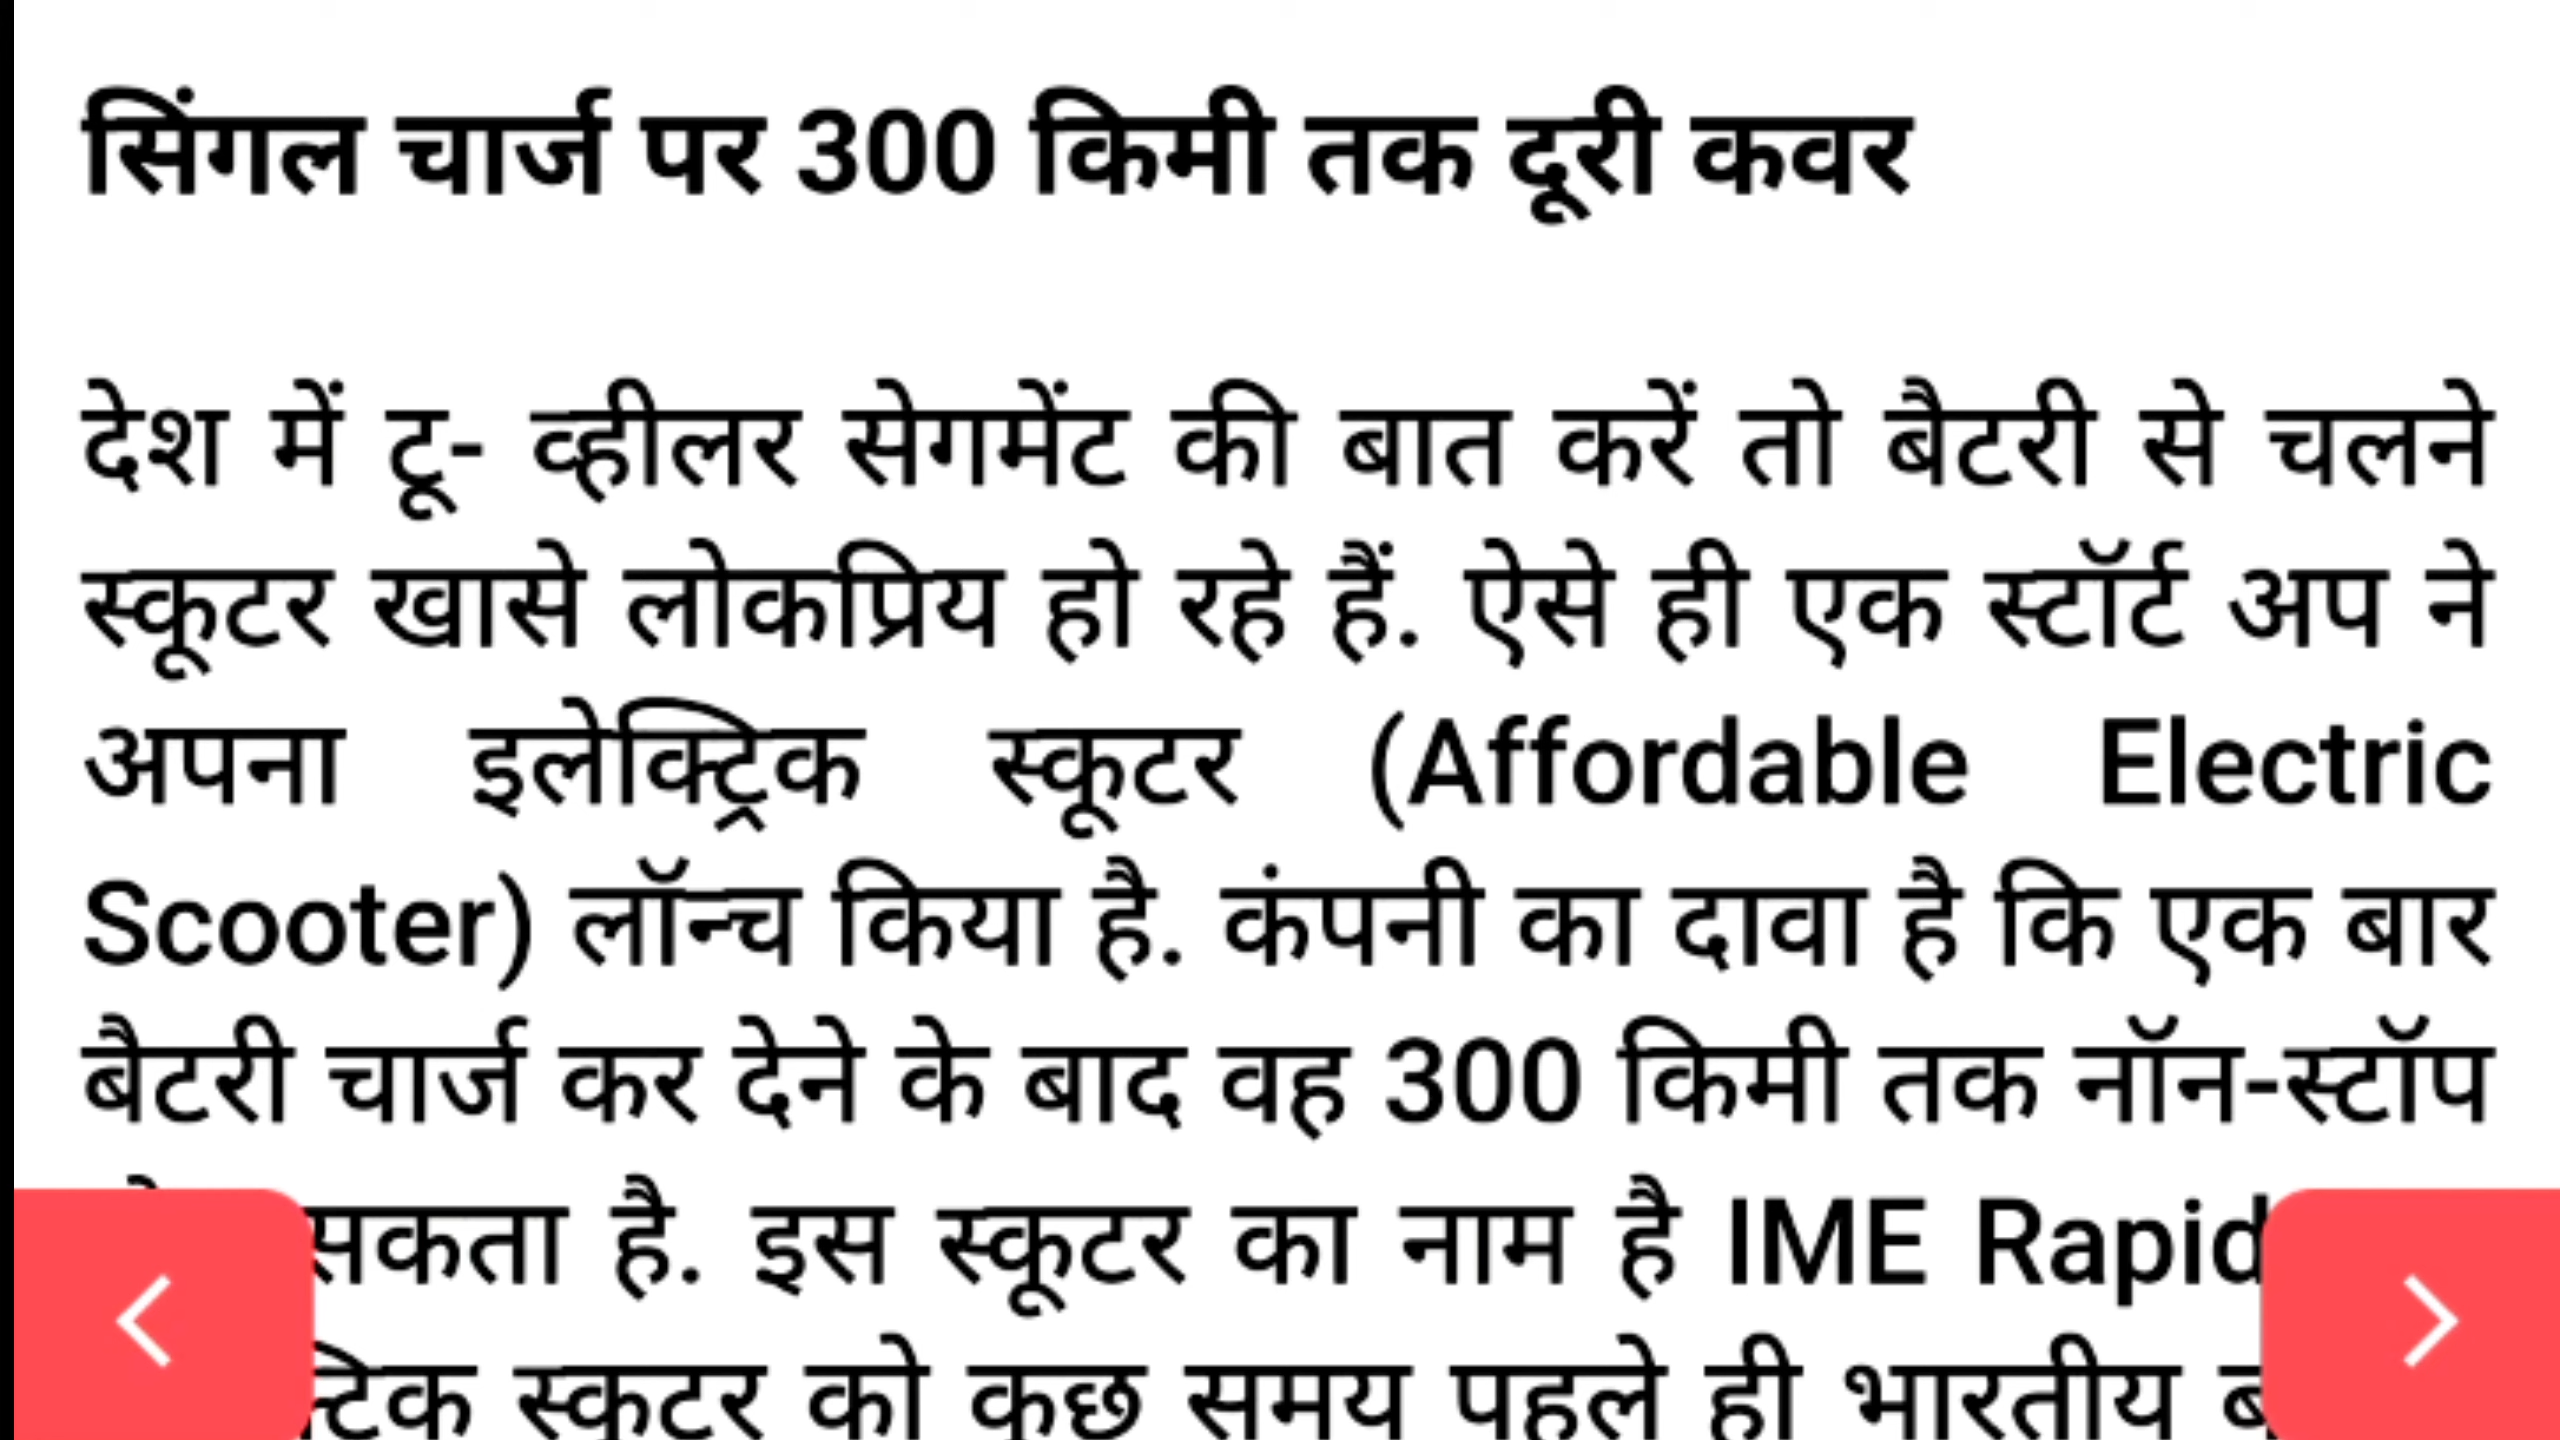 सिंगल चार्ज पर 300 किमी तक दूरी कवर
देश में टू- व्हीलर सेगमेंट की बात करें तो बैटरी से चलने
स्कूटर खासे लोकप्रिय हो रहे हैं. ऐसे ही एक स्टॉर्ट अप ने
अपना इलेक्ट्रिक स्कूटर (Affordable Electric
Scooter) लॉन्च किया है. कंपनी का दावा है कि एक बार
बैटरी चार्ज कर देने के बाद वह 300 किमी तक नॉन-स्टॉप
सकता है. इस स्कूटर का नाम है IME Rapid
स्कूटर को कुछ समय पहले ही भारतीय